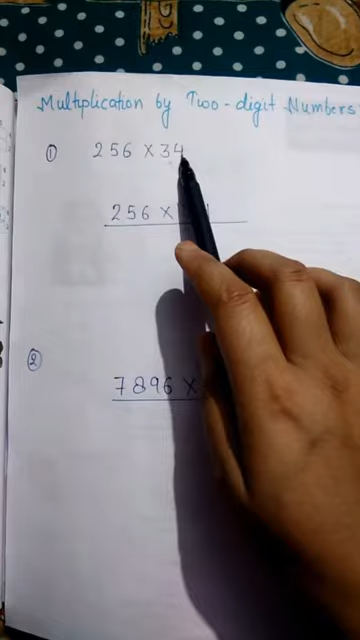 Multiplication by Two-digit Numbers
① 256 × 34
256 ×
②
7896 ×